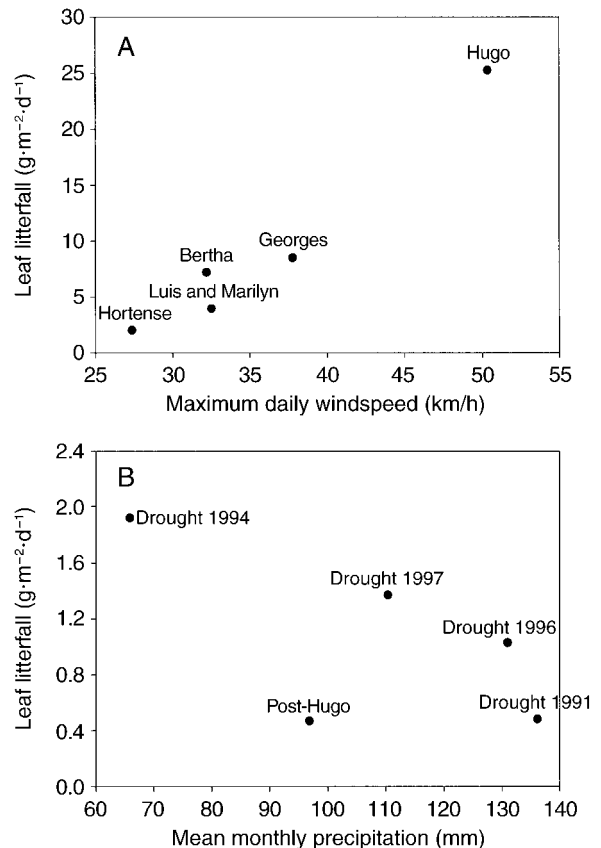 A
Leaf litterfall (g·m⁻²·d⁻¹)
30
25
20
15
10
5
0
Hugo
Georges
Bertha
Luis and Marilyn
Hortense
25 30 35 40 45 50 55
Maximum daily windspeed (km/h)
B
Leaf litterfall (g·m⁻²·d⁻¹)
2.4
2.0
1.6
1.2
0.8
0.4
0.0
Drought 1994
Drought 1997
Drought 1996
Post-Hugo
Drought 1991
60 70 80 90 100 110 120 130 140
Mean monthly precipitation (mm)